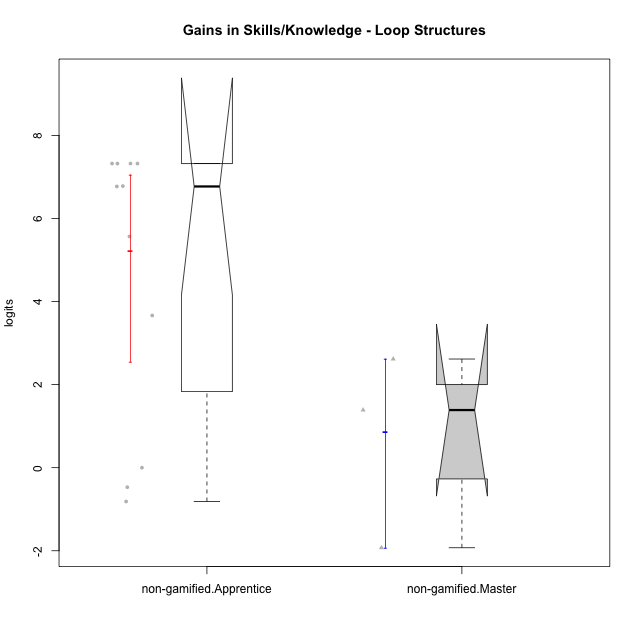 Gains in Skills/Knowledge - Loop Structures
logits
8
6
4
2
0
-2
non-gamified.Apprentice
non-gamified.Master